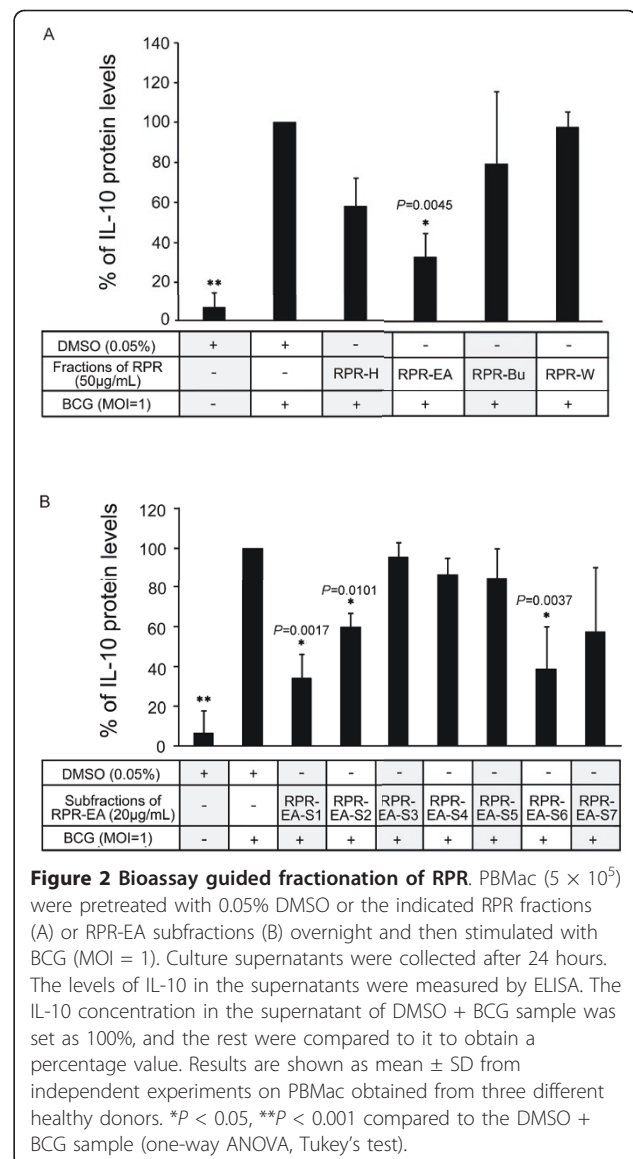 A
% of IL-10 protein levels
140
120
100
80
60
40
20
0
**
P=0.0045
*
DMSO (0.05%) + + - - - -
Fractions of RPR
(50µg/mL) - - RPR-H RPR-EA RPR-Bu RPR-W
BCG (MOI=1) - + + + + +
B
% of IL-10 protein levels
120
100
80
60
40
20
0
**
P=0.0017
*
P=0.0101
*
P=0.0037
*
DMSO (0.05%) + + - - - - - - -
Subfractions of
RPR-EA (20µg/mL) - - RPR-EA-S1 RPR-EA-S2 RPR-EA-S3 RPR-EA-S4 RPR-EA-S5 RPR-EA-S6 RPR-EA-S7
BCG (MOI=1) - + + + + + + + +
Figure 2 Bioassay guided fractionation of RPR. PBMac (5 × 10⁵)
were pretreated with 0.05% DMSO or the indicated RPR fractions
(A) or RPR-EA subfractions (B) overnight and then stimulated with
BCG (MOI = 1). Culture supernatants were collected after 24 hours.
The levels of IL-10 in the supernatants were measured by ELISA. The
IL-10 concentration in the supernatant of DMSO + BCG sample was
set as 100%, and the rest were compared to it to obtain a
percentage value. Results are shown as mean ± SD from
independent experiments on PBMac obtained from three different
healthy donors. *P < 0.05, **P < 0.001 compared to the DMSO +
BCG sample (one-way ANOVA, Tukey's test).